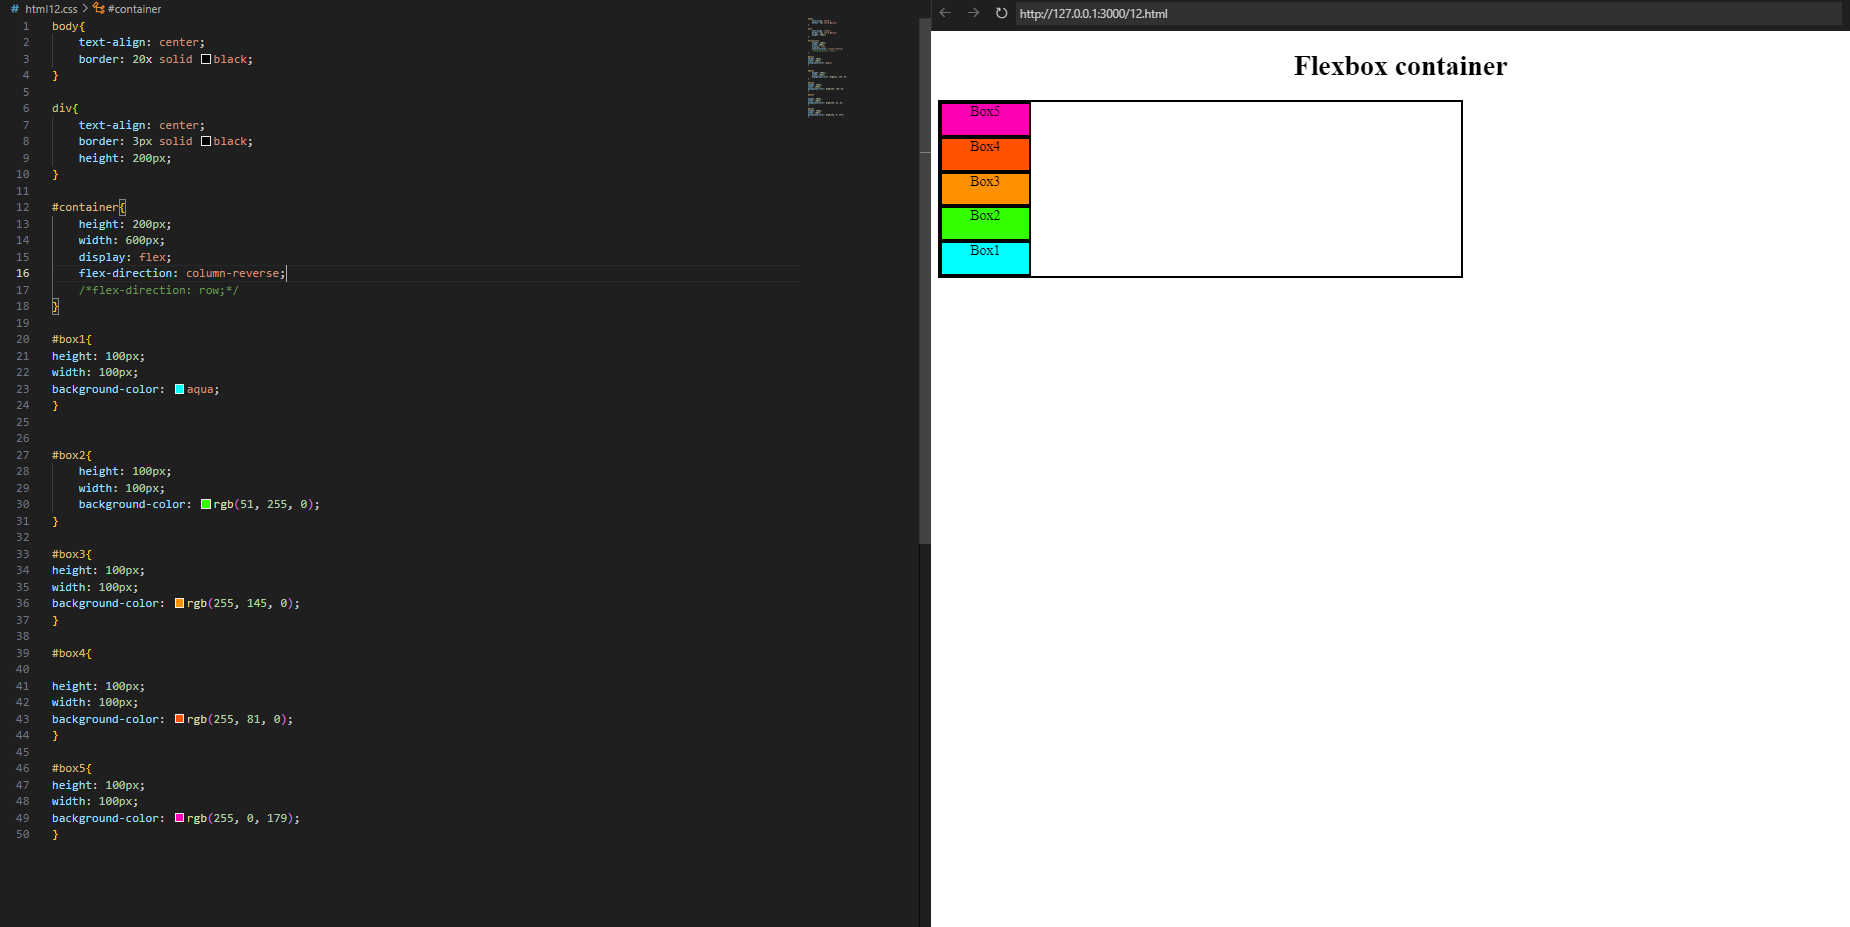 # html12.css > #container
1 body{
2 text-align: center;
3 border: 20x solid black;
4 }
5
6 div{
7 text-align: center;
8 border: 3px solid black;
9 height: 200px;
10 }
11
12 #container{
13 height: 200px;
14 width: 600px;
15 display: flex;
16 flex-direction: column-reverse;
17 /*flex-direction: row;*/
18 }
19
20 #box1{
21 height: 100px;
22 width: 100px;
23 background-color: aqua;
24 }
25
26
27 #box2{
28 height: 100px;
29 width: 100px;
30 background-color: rgb(51, 255, 0);
31 }
32
33 #box3{
34 height: 100px;
35 width: 100px;
36 background-color: rgb(255, 145, 0);
37 }
38
39 #box4{
40
41 height: 100px;
42 width: 100px;
43 background-color: rgb(255, 81, 0);
44 }
45
46 #box5{
47 height: 100px;
48 width: 100px;
49 background-color: rgb(255, 0, 179);
50 }
http://127.0.0.1:3000/12.html
Flexbox container
Box5
Box4
Box3
Box2
Box1